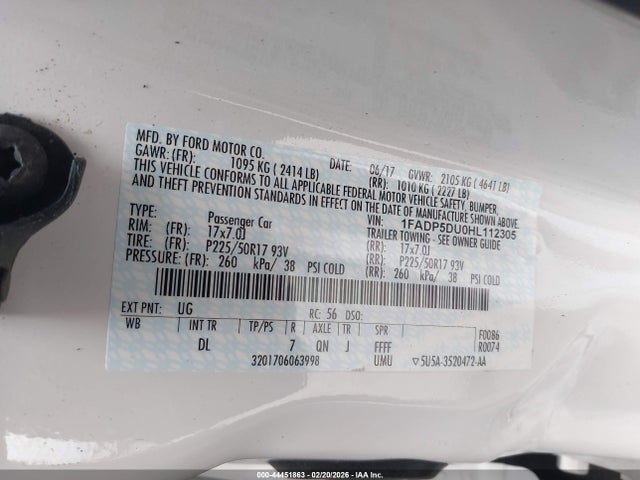 MFD. BY FORD MOTOR CO.
DATE: 06/17 GVWR: 2105 KG ( 4641 LB)
GAWR: (FR): 1095 KG ( 2414 LB) (RR): 1010 KG ( 2227 LB)
THIS VEHICLE CONFORMS TO ALL APPLICABLE FEDERAL MOTOR VEHICLE SAFETY, BUMPER,
AND THEFT PREVENTION STANDARDS IN EFFECT ON THE DATE OF MANUFACTURE SHOWN ABOVE.
VIN: 1FADP5DU0HL112305
TYPE: Passenger Car TRAILER TOWING - SEE OWNER GUIDE
RIM: (FR): 17x7.0J (RR): 17x7.0J
TIRE: (FR): P225/50R17 93V (RR): P225/50R17 93V
PRESSURE: (FR): 260 kPa/ 38 PSI COLD (RR): 260 kPa/ 38 PSI COLD
EXT PNT: UG RC: 56 DSO:
WB INT TR TP/PS R AXLE TR SPR F0086
DL 7 QN J FFFF R0074
3201706063998 UMU ▽5U5A-3520472-AA
000-44451863 - 02/20/2026 - IAA Inc.